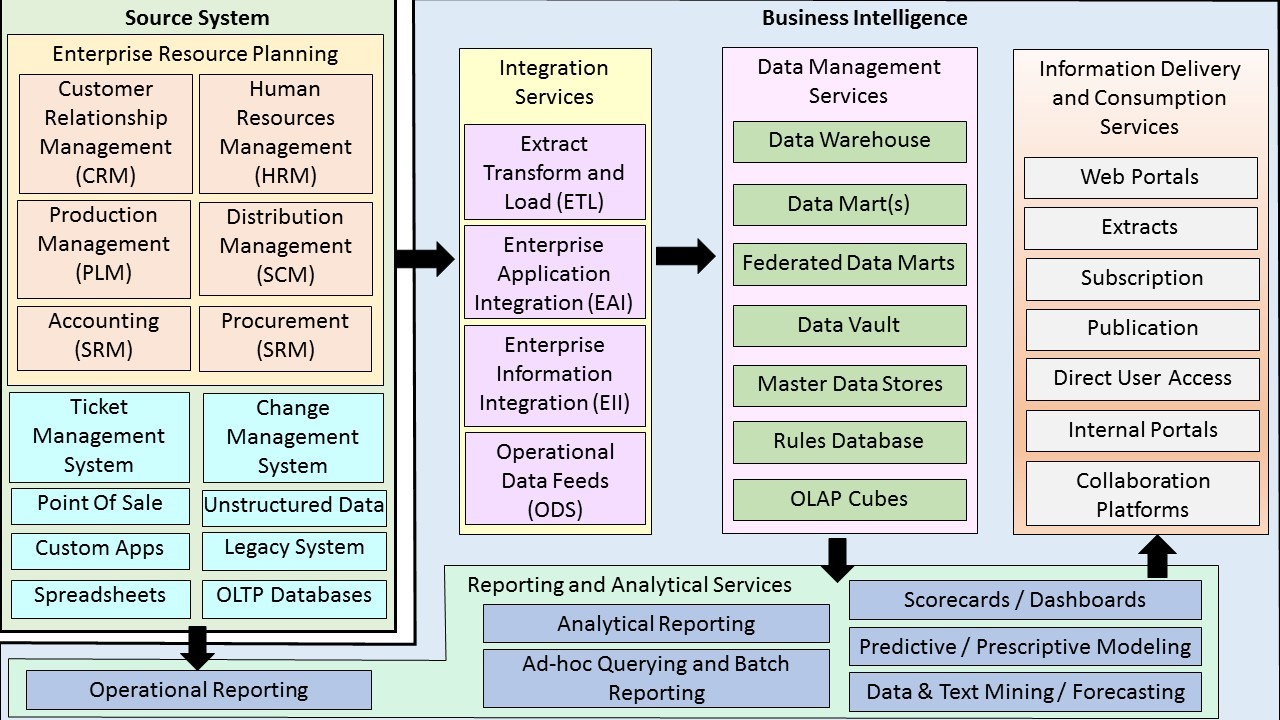 Source System
Enterprise Resource Planning
Customer
Relationship
Management
(CRM)
Human
Resources
Management
(HRM)
Production
Management
(PLM)
Distribution
Management
(SCM)
Accounting
(SRM)
Procurement
(SRM)
Ticket
Management
System
Change
Management
System
Point Of Sale
Unstructured Data
Custom Apps
Legacy System
Spreadsheets
OLTP Databases
Business Intelligence
Integration
Services
Extract
Transform and
Load (ETL)
Enterprise
Application
Integration (EAI)
Enterprise
Information
Integration (EII)
Operational
Data Feeds
(ODS)
Data Management
Services
Data Warehouse
Data Mart(s)
Federated Data Marts
Data Vault
Master Data Stores
Rules Database
OLAP Cubes
Information Delivery
and Consumption
Services
Web Portals
Extracts
Subscription
Publication
Direct User Access
Internal Portals
Collaboration
Platforms
Reporting and Analytical Services
Operational Reporting
Analytical Reporting
Ad-hoc Querying and Batch
Reporting
Scorecards / Dashboards
Predictive / Prescriptive Modeling
Data & Text Mining / Forecasting